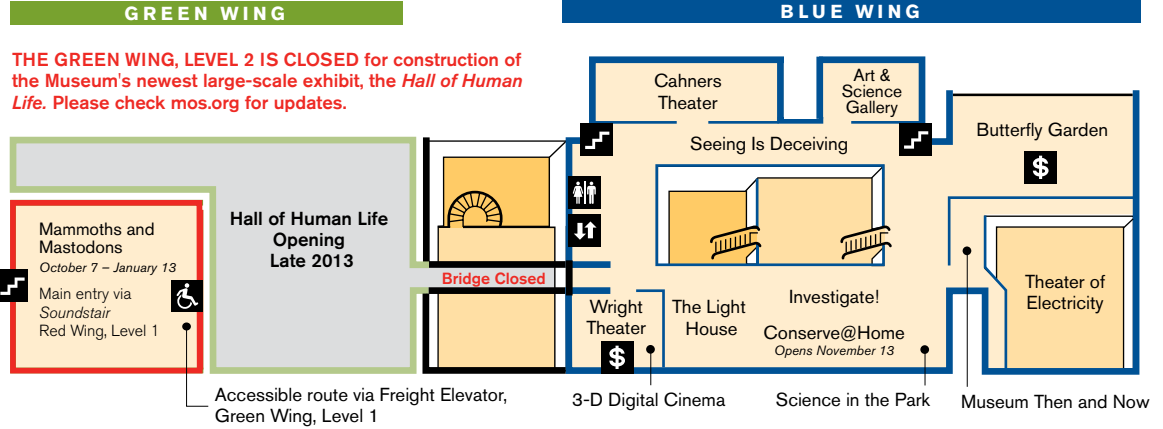 GREEN WING
BLUE WING
THE GREEN WING, LEVEL 2 IS CLOSED for construction of
the Museum's newest large-scale exhibit, the Hall of Human
Life. Please check mos.org for updates.
Cahners
Theater
Art &
Science
Gallery
Seeing Is Deceiving
Butterfly Garden
$
Hall of Human Life
Opening
Late 2013
Mammoths and
Mastodons
October 7 – January 13
Main entry via
Soundstair
Red Wing, Level 1
Bridge Closed
Wright
Theater
$
The Light
House
Investigate!
Conserve@Home
Opens November 13
Theater of
Electricity
Accessible route via Freight Elevator,
Green Wing, Level 1
3-D Digital Cinema
Science in the Park
Museum Then and Now